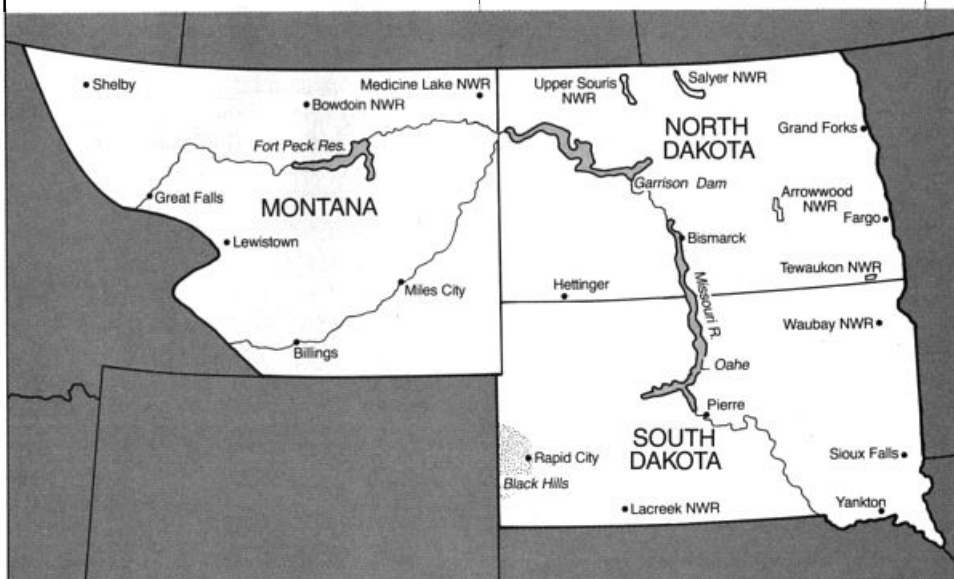 Shelby
Medicine Lake NWR
Bowdoin NWR
Fort Peck Res.
Great Falls
MONTANA
Lewistown
Miles City
Billings
Upper Souris
NWR
Salyer NWR
NORTH
DAKOTA
Grand Forks
Garrison Dam
Arrowwood
NWR
Fargo
Bismarck
Tewaukon NWR
Hettinger
Missouri R.
Waubay NWR
L. Oahe
Pierre
SOUTH
DAKOTA
Sioux Falls
Rapid City
Black Hills
Lacreek NWR
Yankton